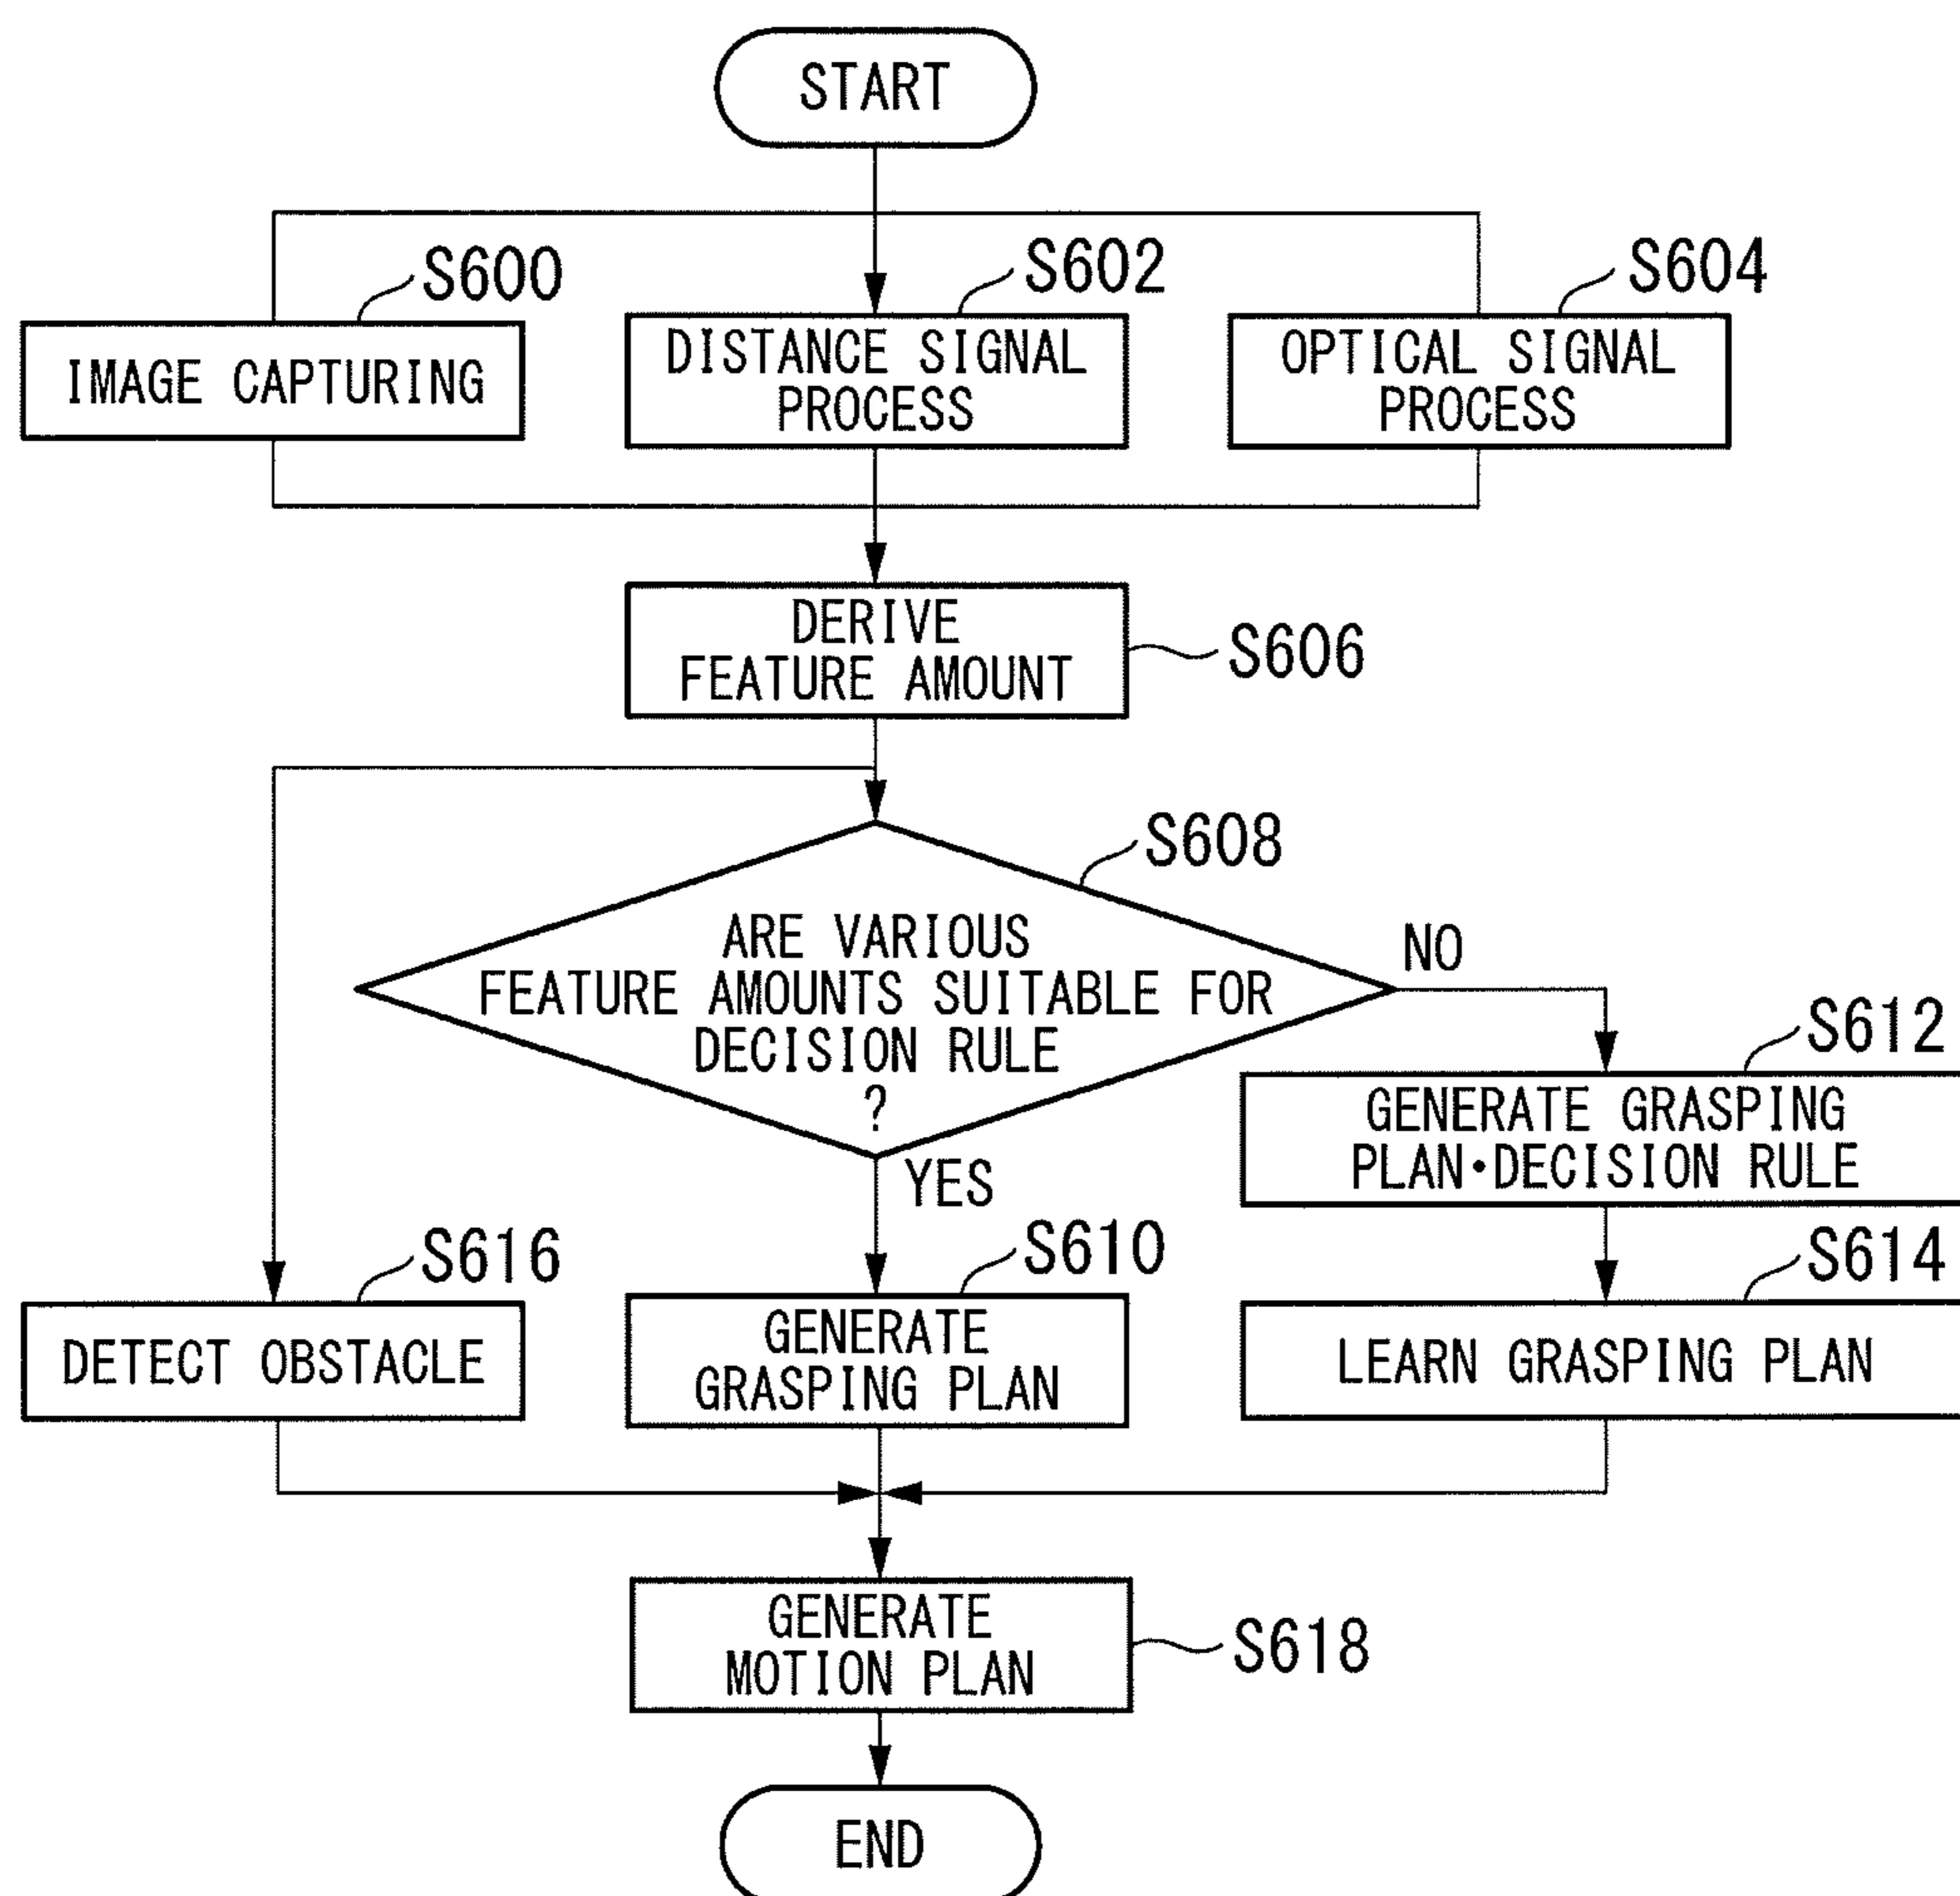 START
S600
S602
S604
IMAGE CAPTURING
DISTANCE SIGNAL
PROCESS
OPTICAL SIGNAL
PROCESS
DERIVE
FEATURE AMOUNT
S606
S608
ARE VARIOUS
FEATURE AMOUNTS SUITABLE FOR
DECISION RULE
?
NO
YES
S612
GENERATE GRASPING
PLAN•DECISION RULE
S616
S610
S614
DETECT OBSTACLE
GENERATE
GRASPING PLAN
LEARN GRASPING PLAN
GENERATE
MOTION PLAN
S618
END